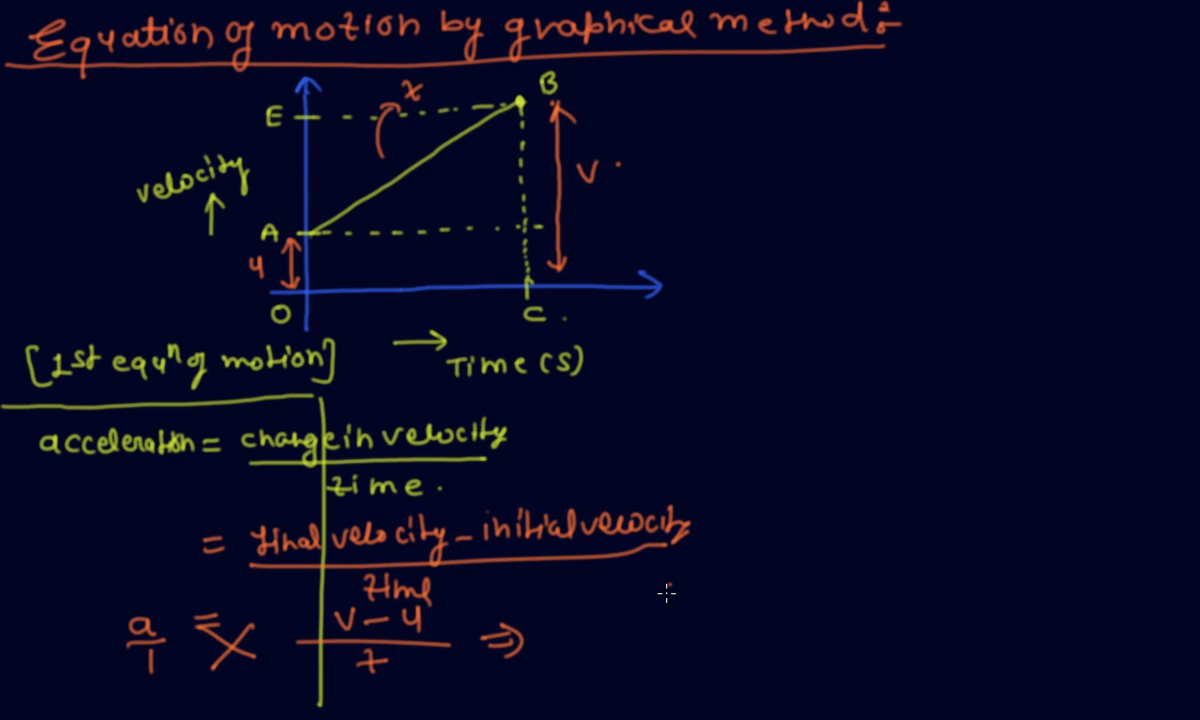 Equation of motion by graphical method:-
B
E
t
velocity
V
A
u
O
C
Time (s)
[1st equⁿ of motion]
acceleration = change in velocity
time
= final velocity - initial velocity
time
a = v - u ⇒
1 t